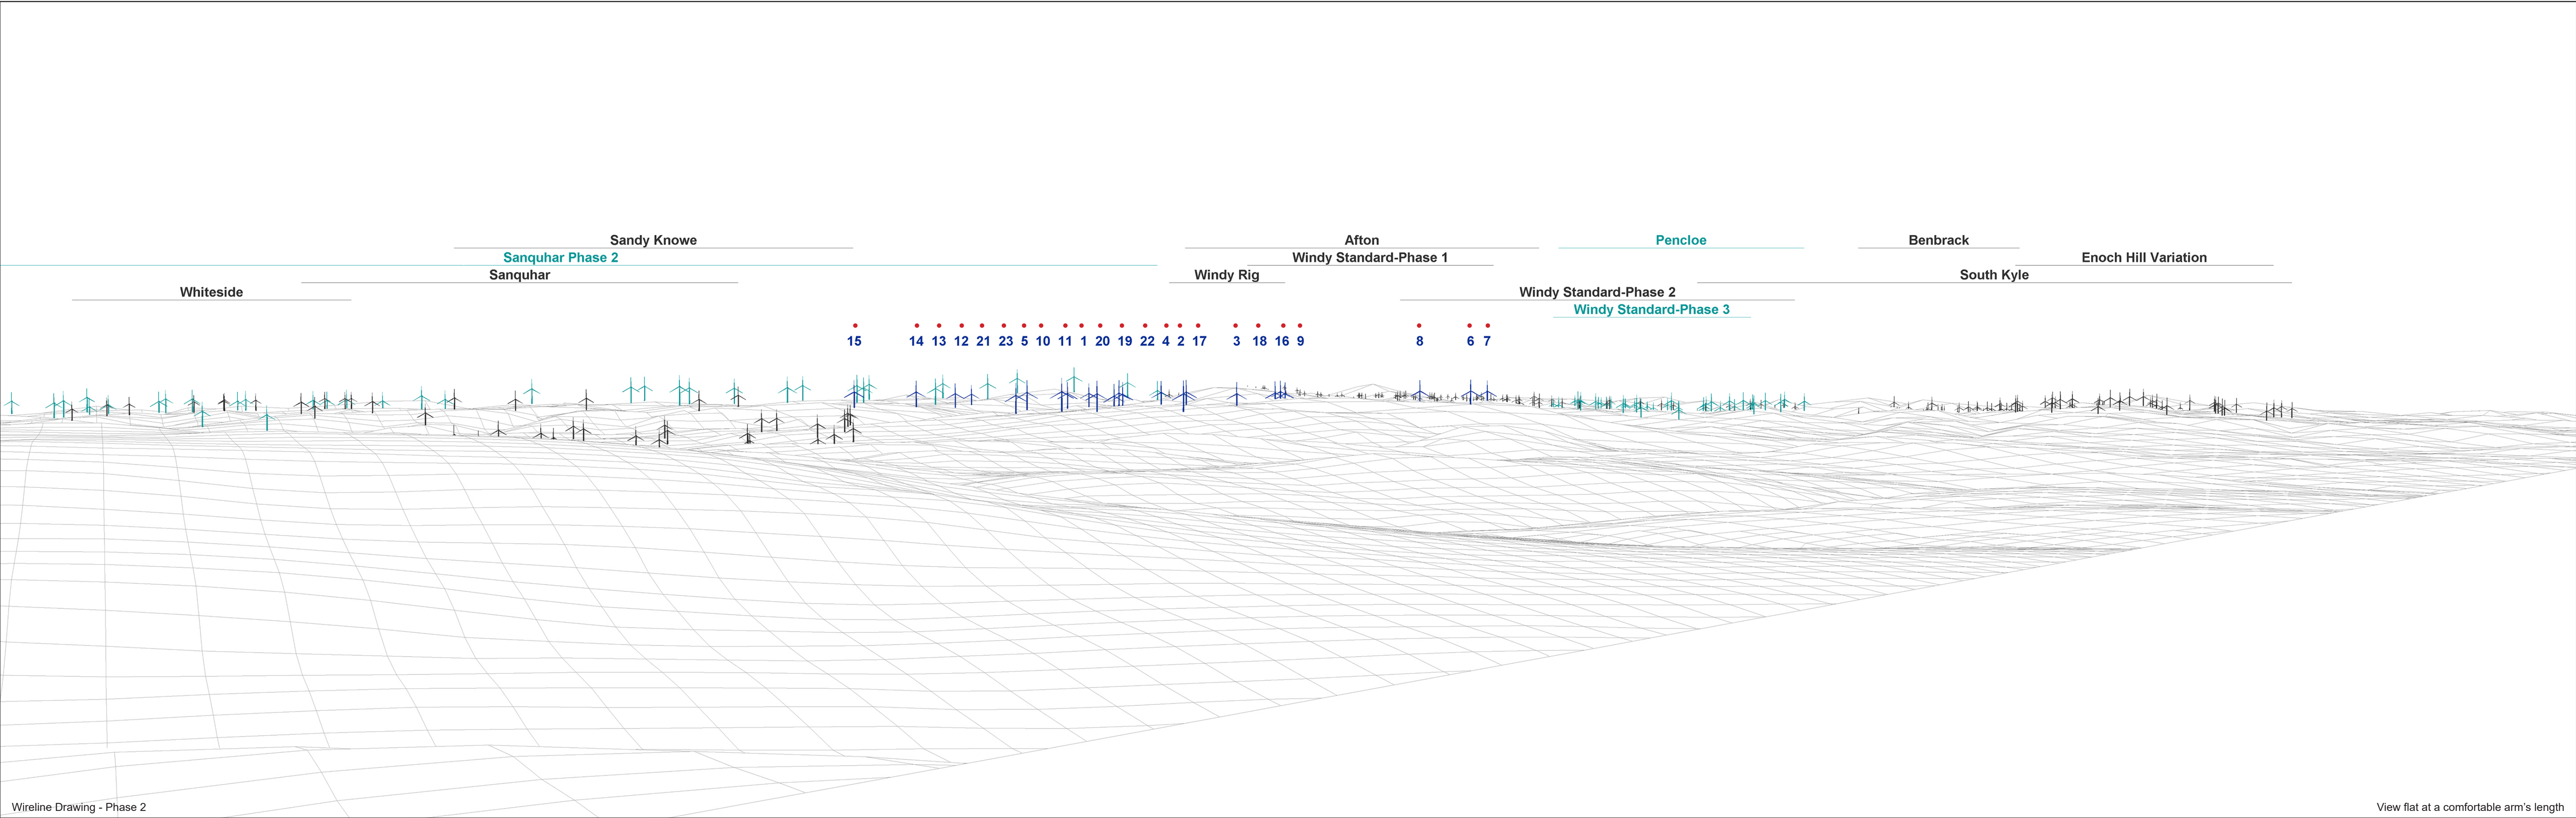 Sandy Knowe Afton Pencloe Benbrack
Sanquhar Phase 2 Windy Standard-Phase 1 Enoch Hill Variation
Sanquhar Windy Rig South Kyle
Whiteside Windy Standard-Phase 2
Windy Standard-Phase 3
15 14 13 12 21 23 5 10 11 1 20 19 22 4 2 17 3 18 16 9 8 6 7
Wireline Drawing - Phase 2 View flat at a comfortable arm’s length